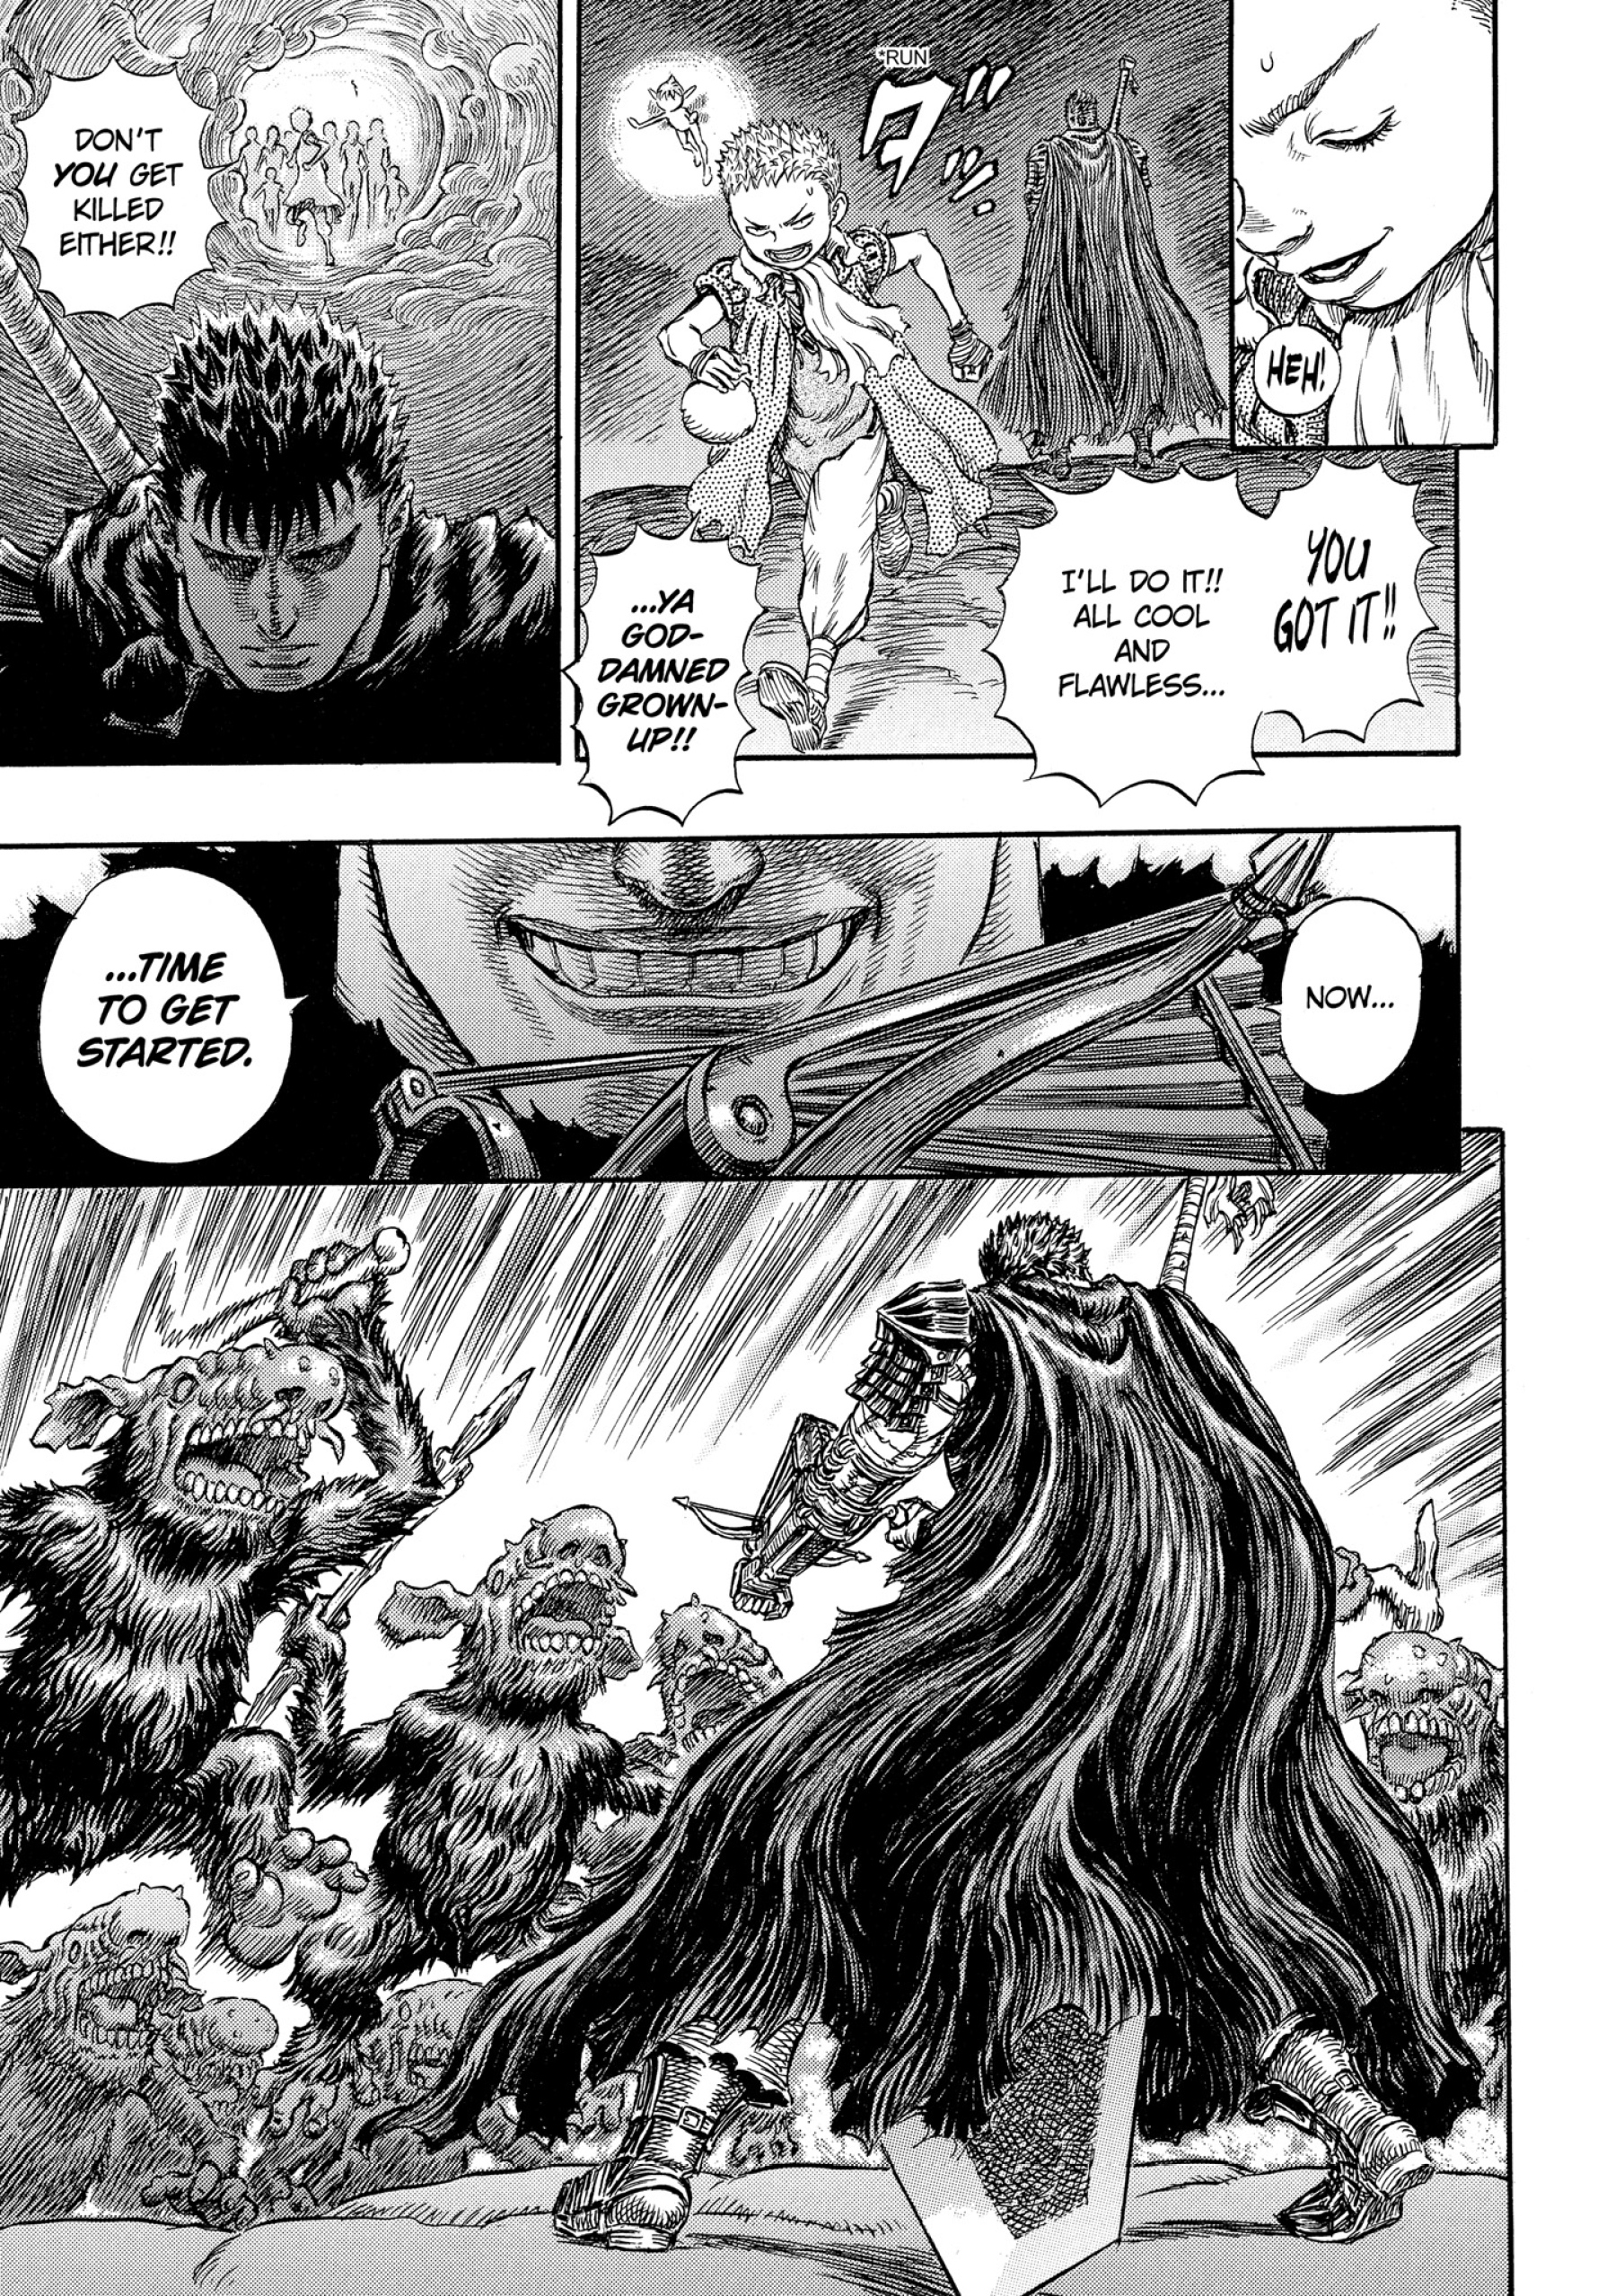 HEH!
*RUN
ダッ
YOU
GOT IT!!
I'LL DO IT!!
ALL COOL
AND
FLAWLESS...
...YA
GOD-
DAMNED
GROWN-
UP!!
DON'T
YOU GET
KILLED
EITHER!!
NOW...
...TIME
TO GET
STARTED.